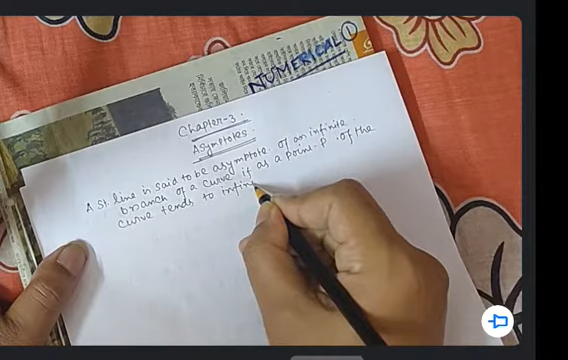 NUMERICAL 1
Chapter-3.
Asymptotes.
A st. line is said to be asymptote of an infinite
branch of a curve if as a point-P of the
curve tends to infini